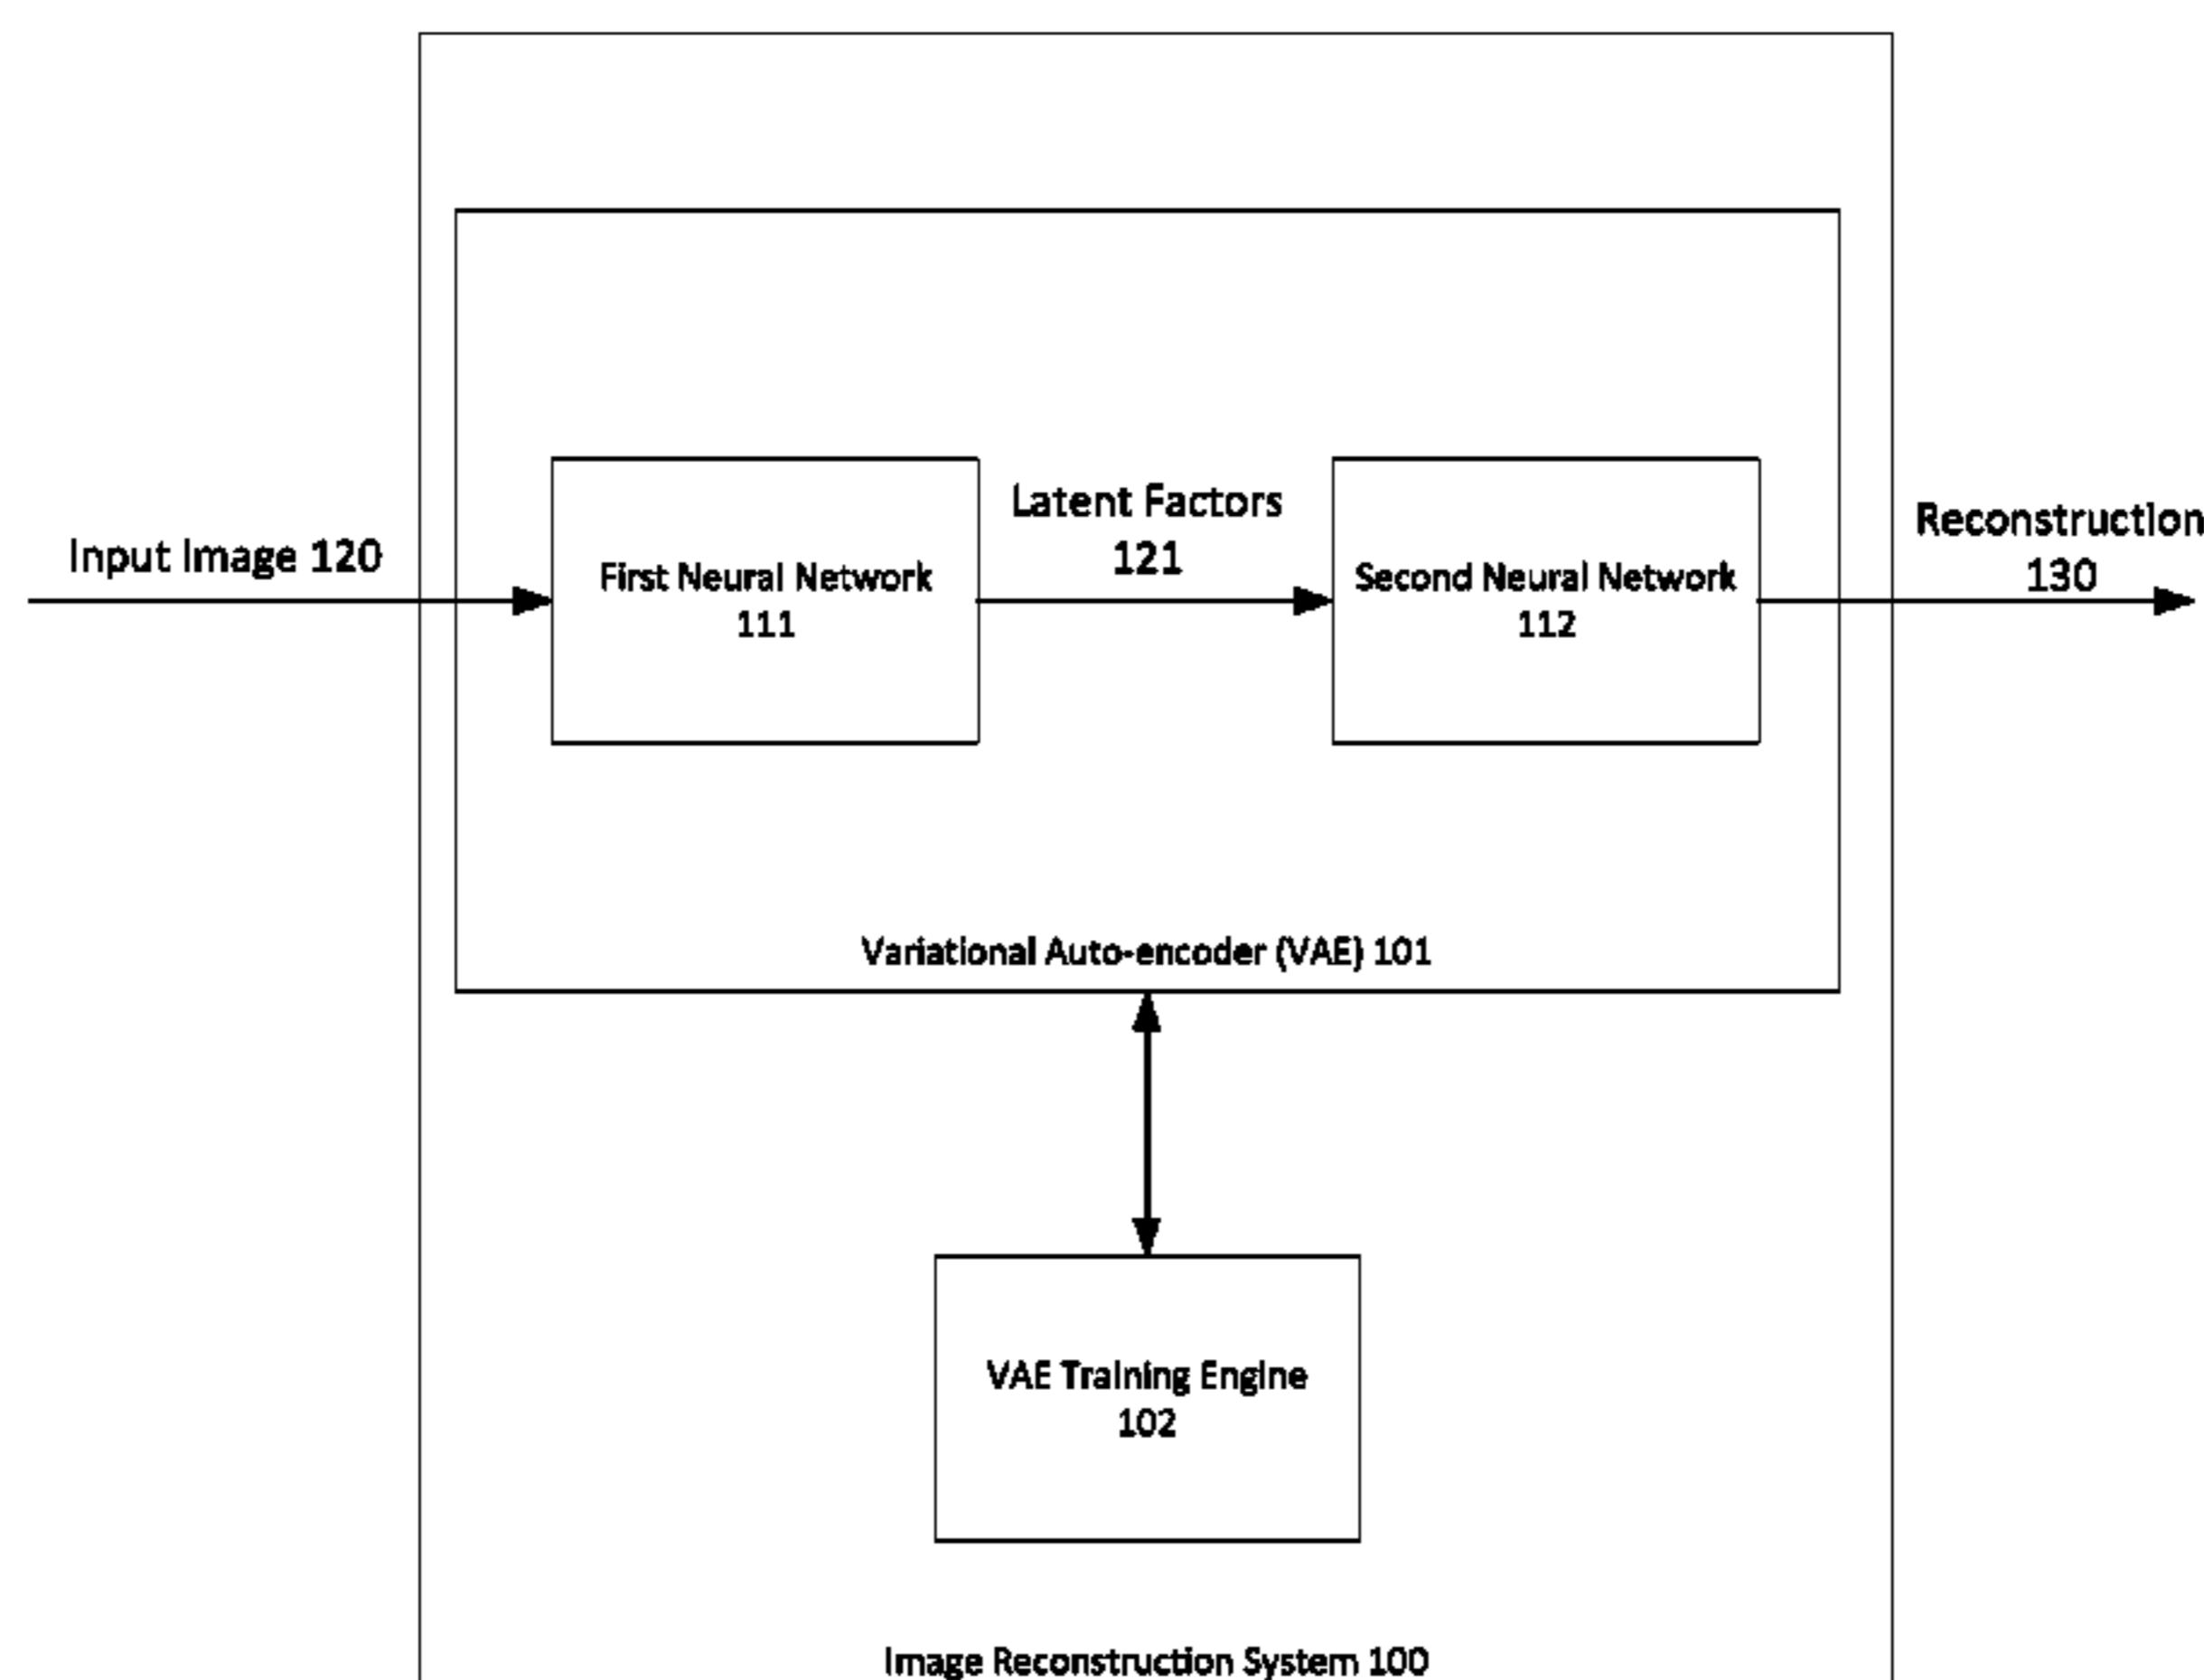 Input Image 120
First Neural Network
111
Latent Factors
121
Second Neural Network
112
Reconstruction
130
Variational Auto-encoder (VAE) 101
VAE Training Engine
102
Image Reconstruction System 100